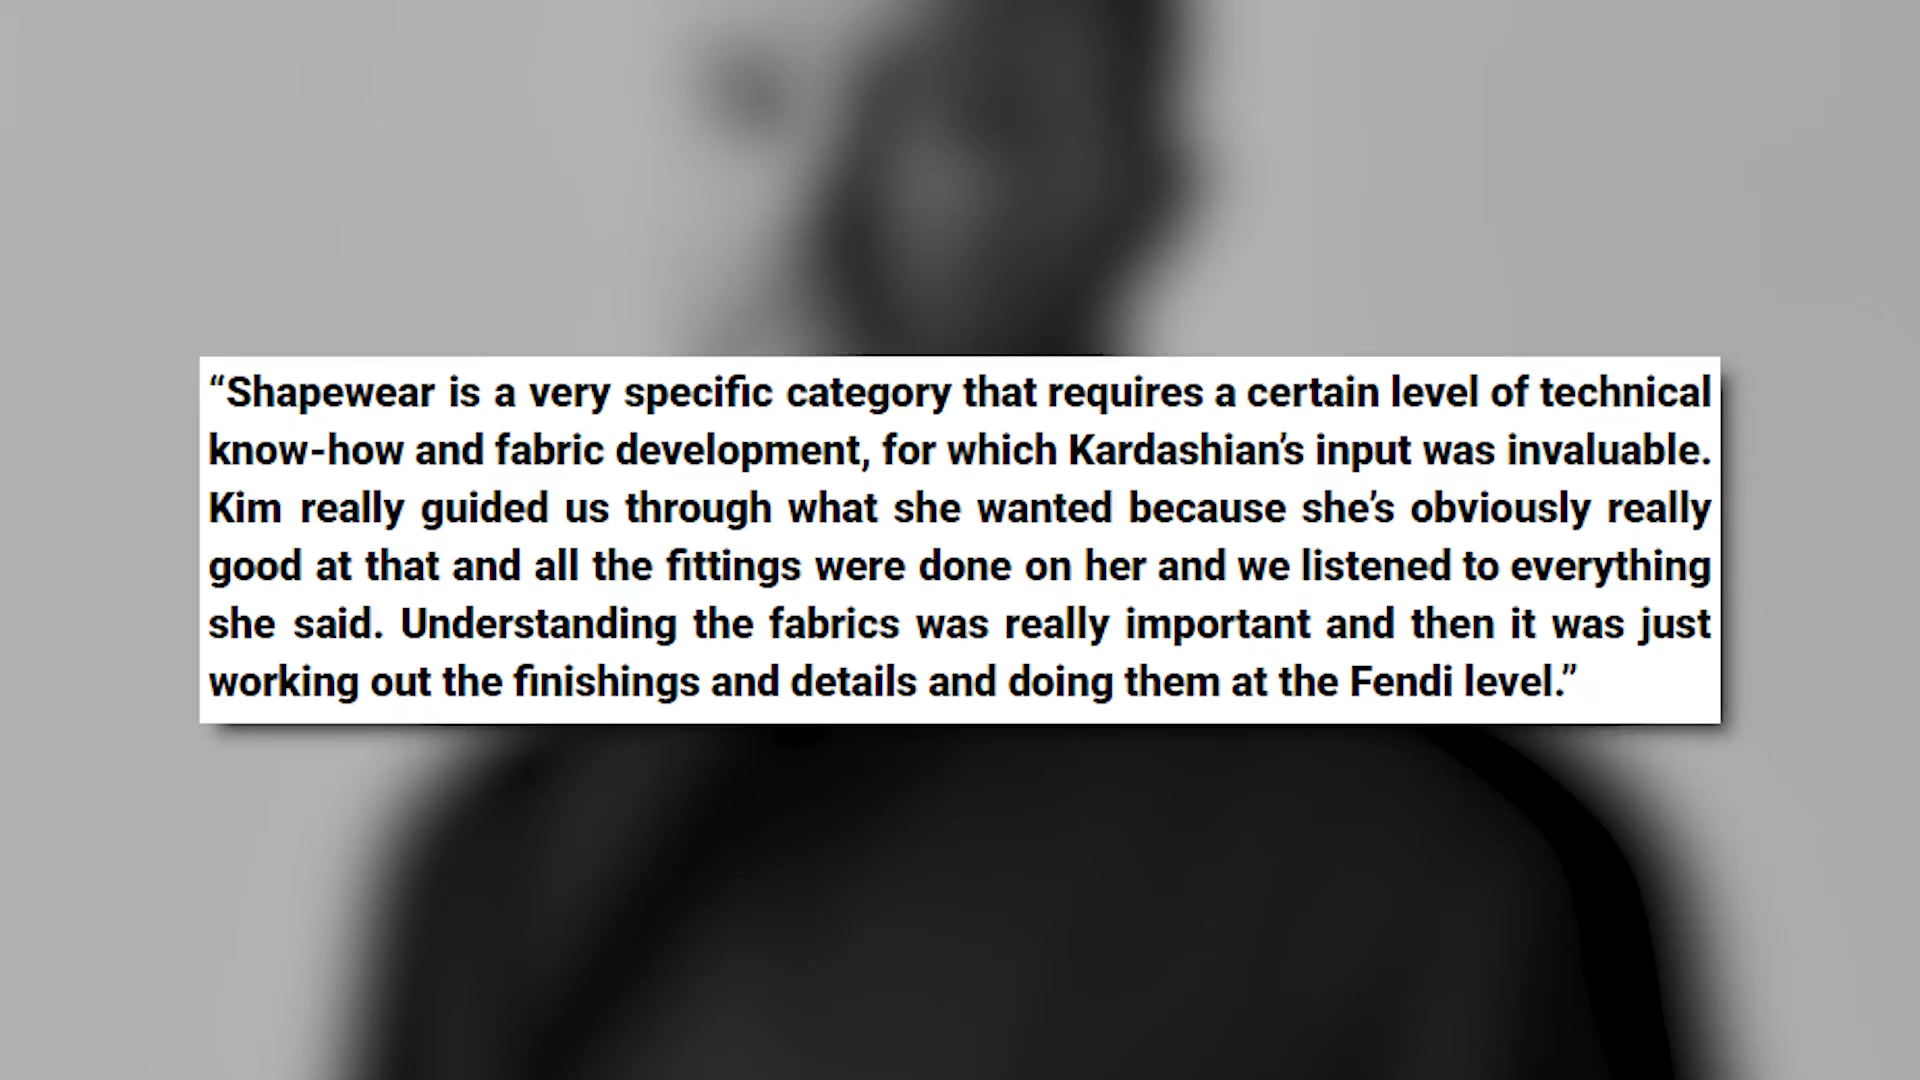 “Shapewear is a very specific category that requires a certain level of technical
know-how and fabric development, for which Kardashian’s input was invaluable.
Kim really guided us through what she wanted because she’s obviously really
good at that and all the fittings were done on her and we listened to everything
she said. Understanding the fabrics was really important and then it was just
working out the finishings and details and doing them at the Fendi level.”